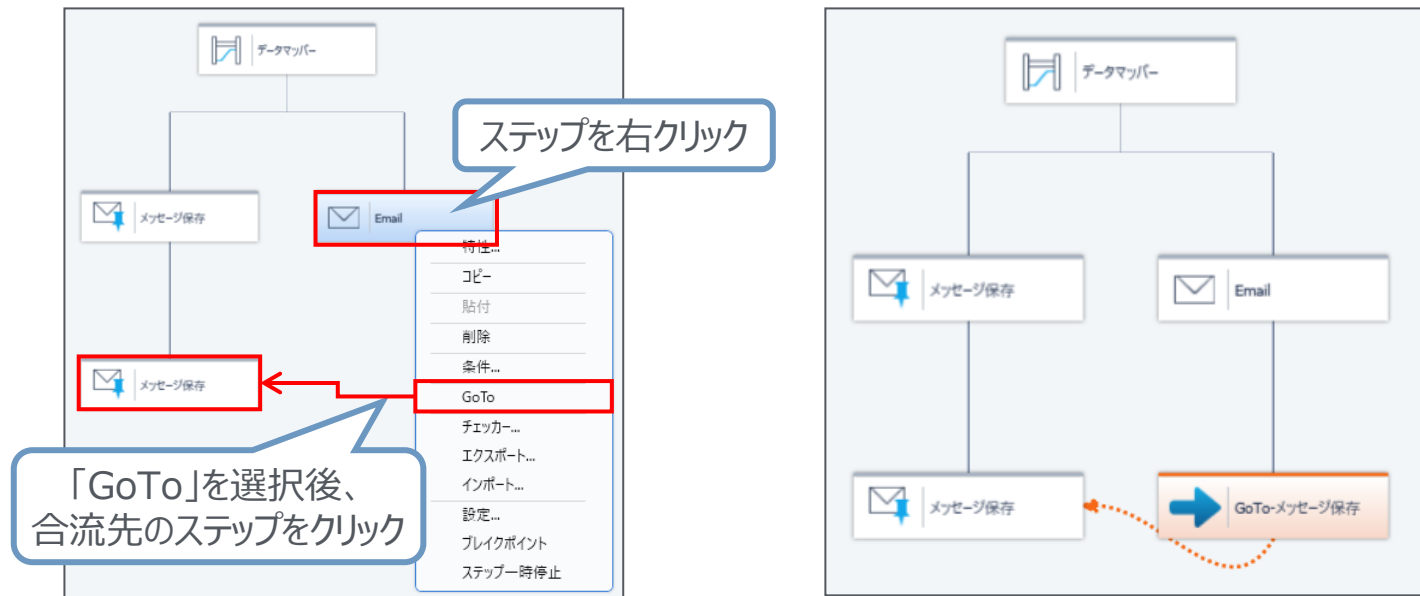 データマッパー
ステップを右クリック
メッセージ保存
Email
特性...
コピー
貼付
削除
条件...
GoTo
チェッカー...
エクスポート...
インポート...
設定...
ブレイクポイント
ステップ一時停止
メッセージ保存
「GoTo」を選択後、
合流先のステップをクリック
データマッパー
メッセージ保存
Email
メッセージ保存
GoTo-メッセージ保存